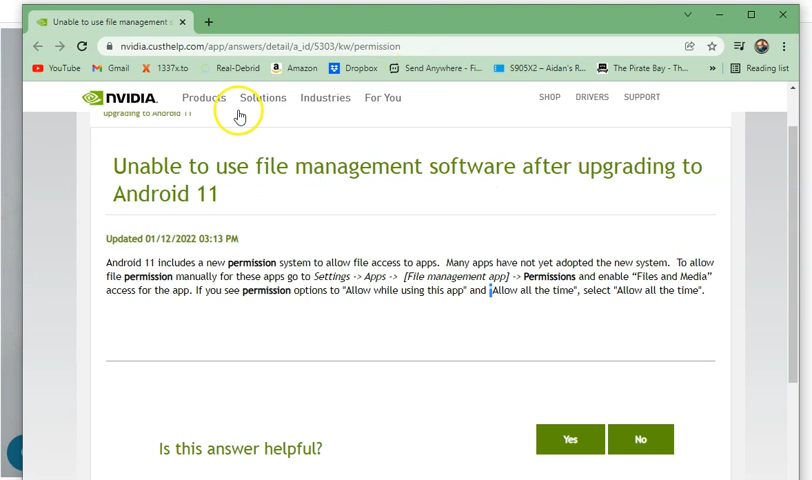 Unable to use file management s
nvidia.custhelp.com/app/answers/detail/a_id/5303/kw/permission
YouTube Gmail 1337x.to Real-Debrid Amazon Dropbox Send Anywhere - Fi... S905X2 – Aidan's R... The Pirate Bay - Th... » Reading list
NVIDIA. Products Solutions Industries For You SHOP DRIVERS SUPPORT
upgrading to Android 11
Unable to use file management software after upgrading to
Android 11
Updated 01/12/2022 03:13 PM
Android 11 includes a new permission system to allow file access to apps. Many apps have not yet adopted the new system. To allow
file permission manually for these apps go to Settings -> Apps -> [File management app] -> Permissions and enable “Files and Media”
access for the app. If you see permission options to "Allow while using this app" and "Allow all the time", select "Allow all the time".
Is this answer helpful?
Yes No